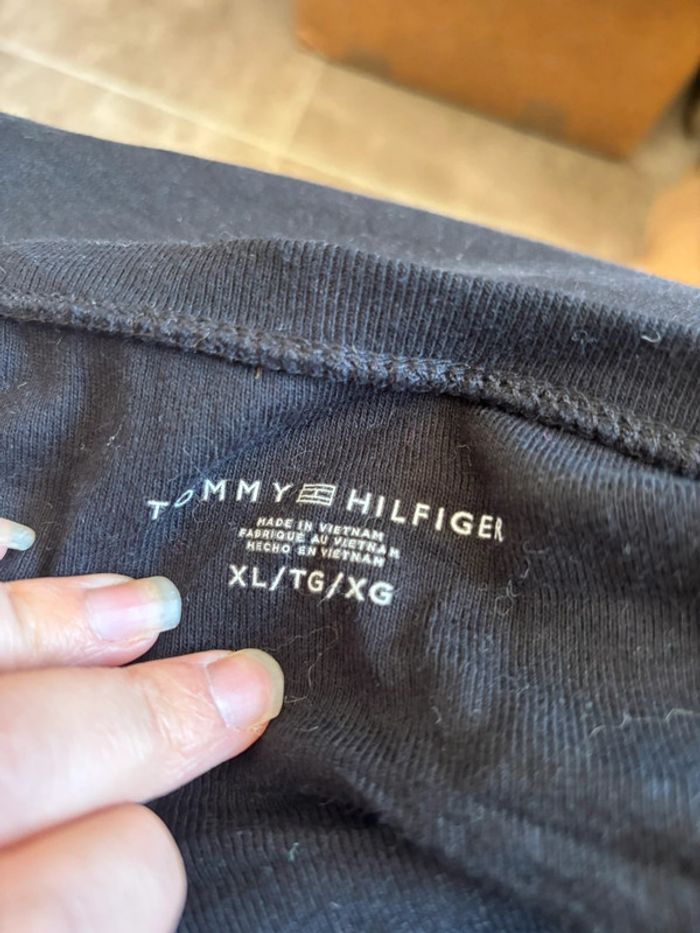 TOMMY HILFIGER
MADE IN VIETNAM
FABRIQUE AU VIETNAM
HECHO EN VIETNAM
XL/TG/XG